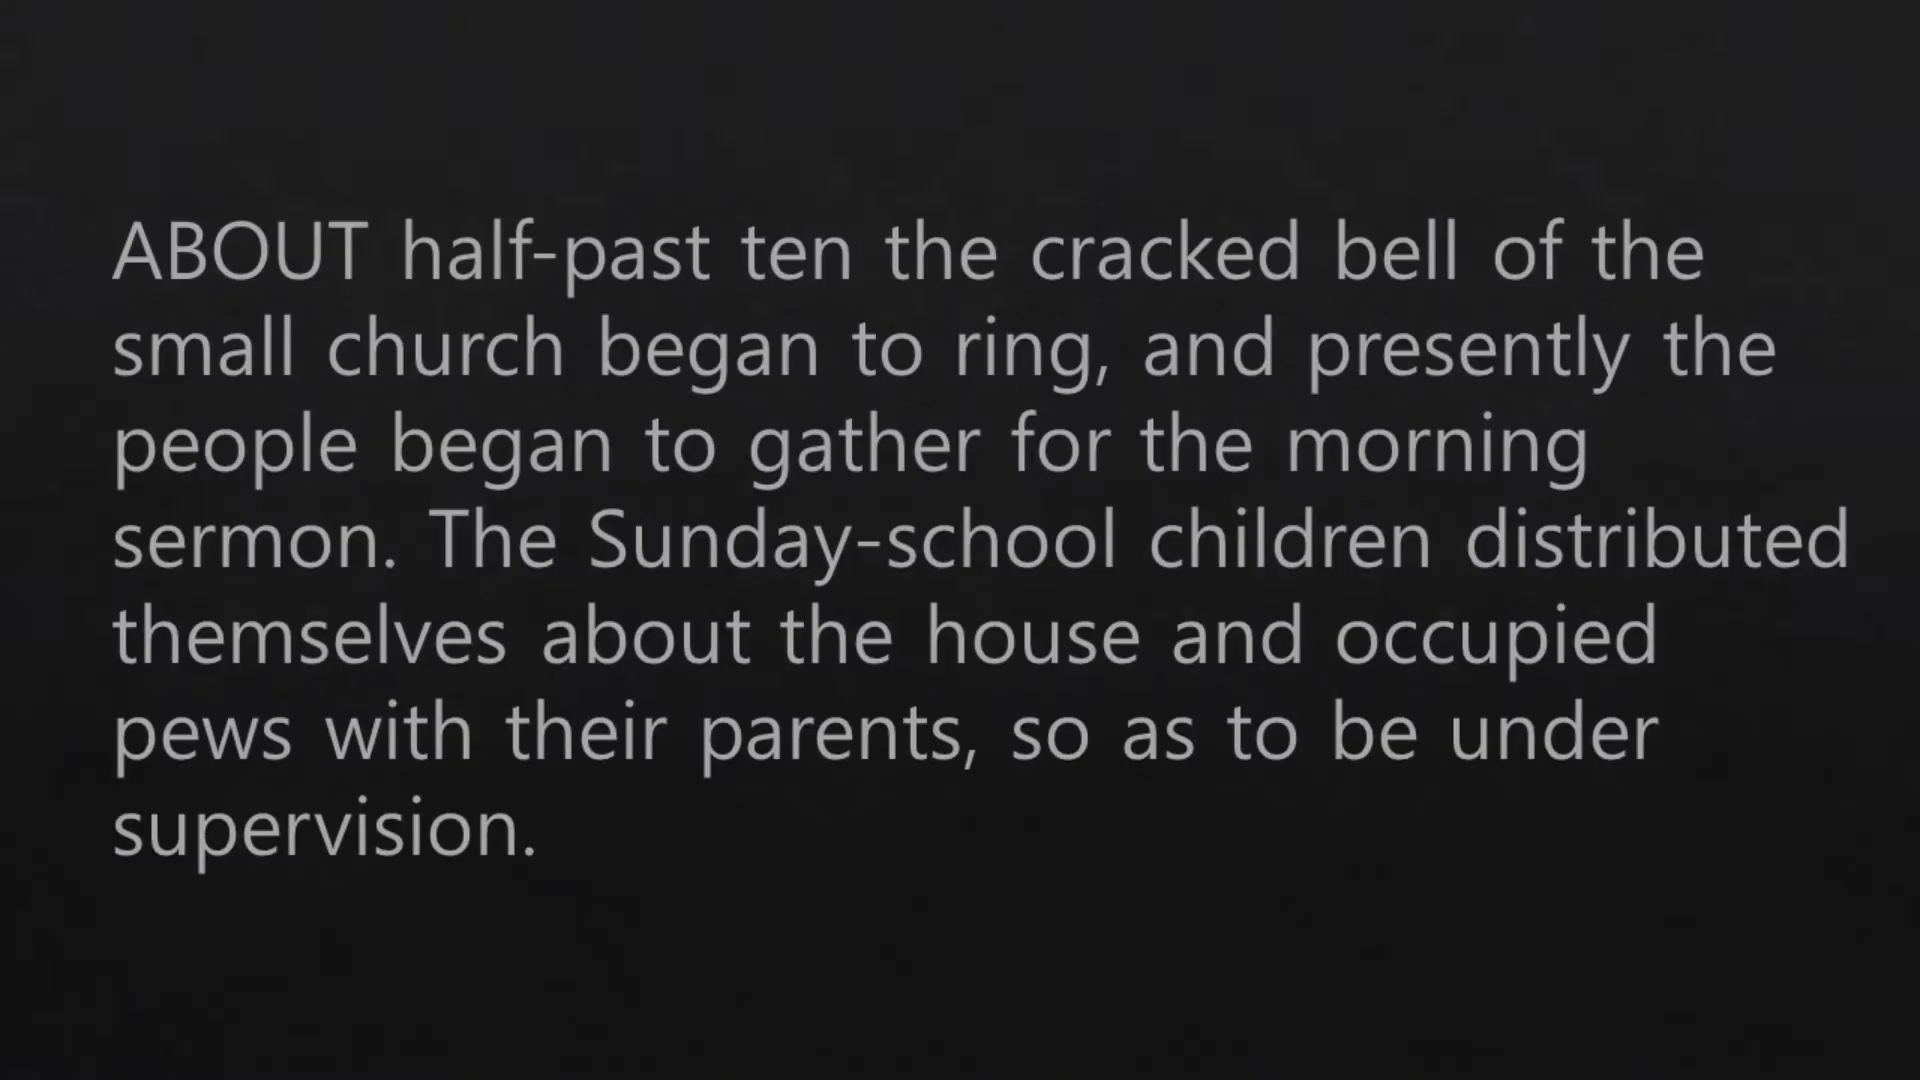 ABOUT half-past ten the cracked bell of the
small church began to ring, and presently the
people began to gather for the morning
sermon. The Sunday-school children distributed
themselves about the house and occupied
pews with their parents, so as to be under
supervision.